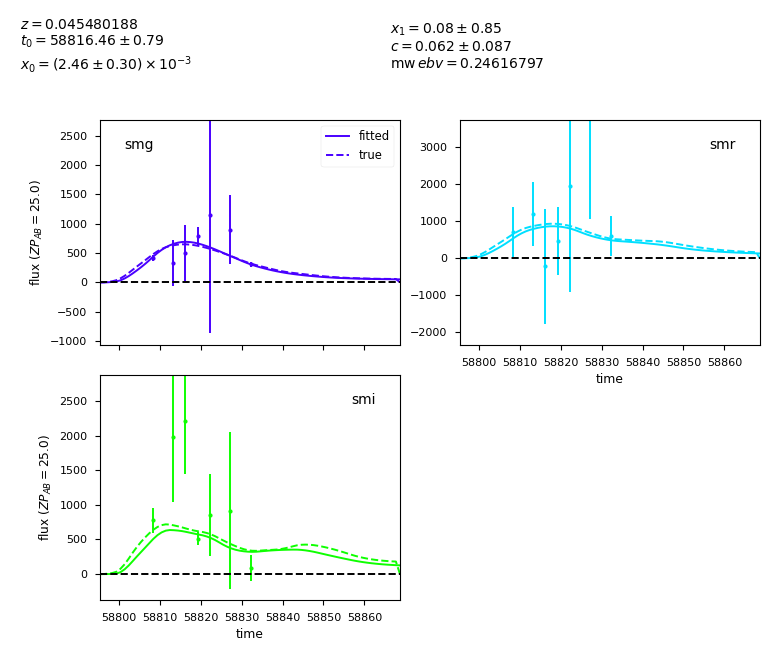 z = 0.045480188
t₀ = 58816.46 ± 0.79
x₀ = (2.46 ± 0.30) × 10⁻³
x₁ = 0.08 ± 0.85
c = 0.062 ± 0.087
mw ebv = 0.24616797
smg
fitted
true
2500
2000
1500
1000
500
0
−500
−1000
flux (ZP_AB = 25.0)
smr
3000
2000
1000
0
−1000
−2000
58800 58810 58820 58830 58840 58850 58860
time
smi
2500
2000
1500
1000
500
0
flux (ZP_AB = 25.0)
58800 58810 58820 58830 58840 58850 58860
time